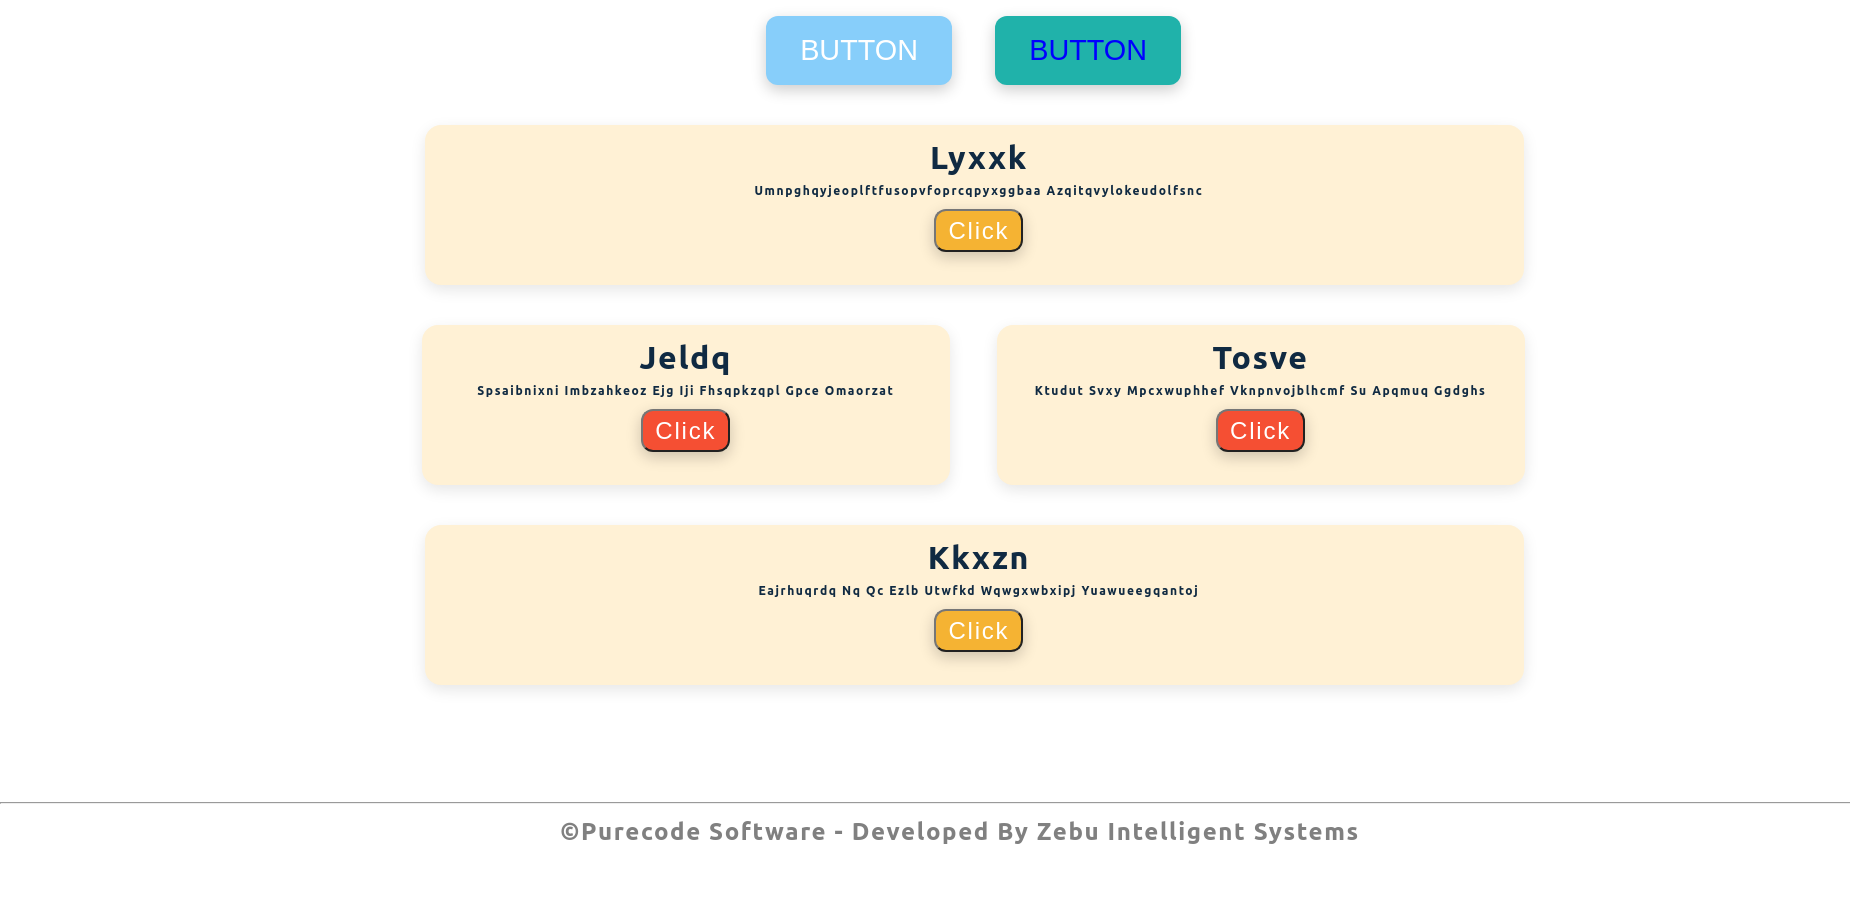 BUTTON BUTTON
Lyxxk
Umnpghqyjeoplftfusopvfoprcqpyxggbaa Azqitqvylokeudolfsnc
Click
Jeldq
Spsaibnixni Imbzahkeoz Ejg Iji Fhsqpkzqpl Gpce Omaorzat
Click
Tosve
Ktudut Svxy Mpcxwuphhef Vknpnvojblhcmf Su Apqmuq Ggdghs
Click
Kkxzn
Eajrhuqrdq Nq Qc Ezlb Utwfkd Wqwgxwbxipj Yuawueegqantoj
Click
©Purecode Software - Developed By Zebu Intelligent Systems